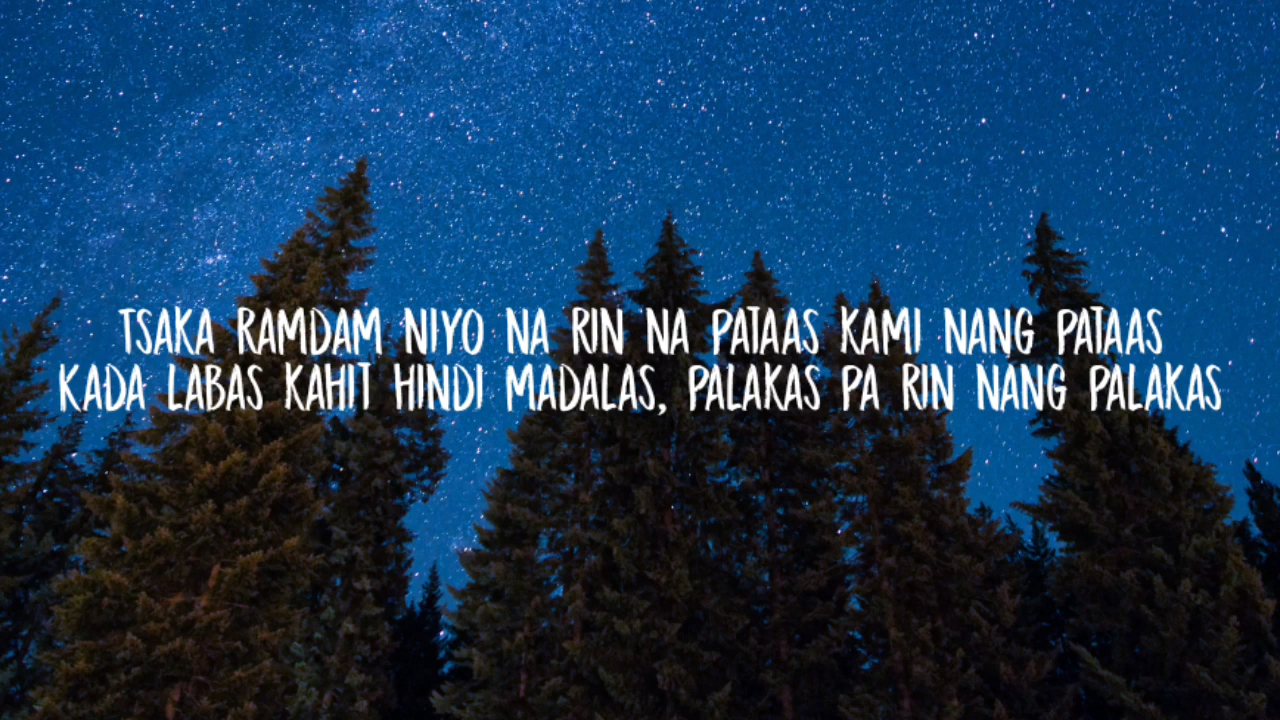 TSAKA RAMDAM NIYO NA RIN NA PATAAS KAMI NANG PATAAS
KADA LABAS KAHIT HINDI MADALAS, PALAKAS PA RIN NANG PALAKAS